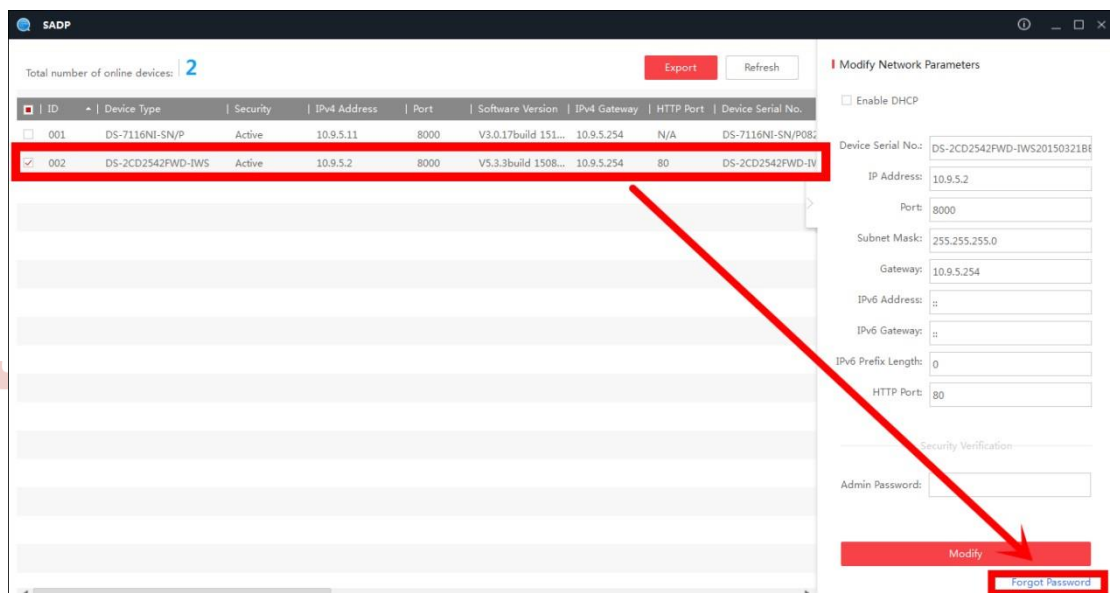 SADP
Total number of online devices: 2
Export
Refresh
ID | Device Type | Security | IPv4 Address | Port | Software Version | IPv4 Gateway | HTTP Port | Device Serial No.
001 DS-7116NI-SN/P Active 10.9.5.11 8000 V3.0.17build 151... 10.9.5.254 N/A DS-7116NI-SN/P082
002 DS-2CD2542FWD-IWS Active 10.9.5.2 8000 V5.3.3build 1508... 10.9.5.254 80 DS-2CD2542FWD-IV
Modify Network Parameters
Enable DHCP
Device Serial No.: DS-2CD2542FWD-IWS20150321BE
IP Address: 10.9.5.2
Port: 8000
Subnet Mask: 255.255.255.0
Gateway: 10.9.5.254
IPv6 Address: ::
IPv6 Gateway: ::
IPv6 Prefix Length: 0
HTTP Port: 80
Security Verification
Admin Password:
Modify
Forgot Password